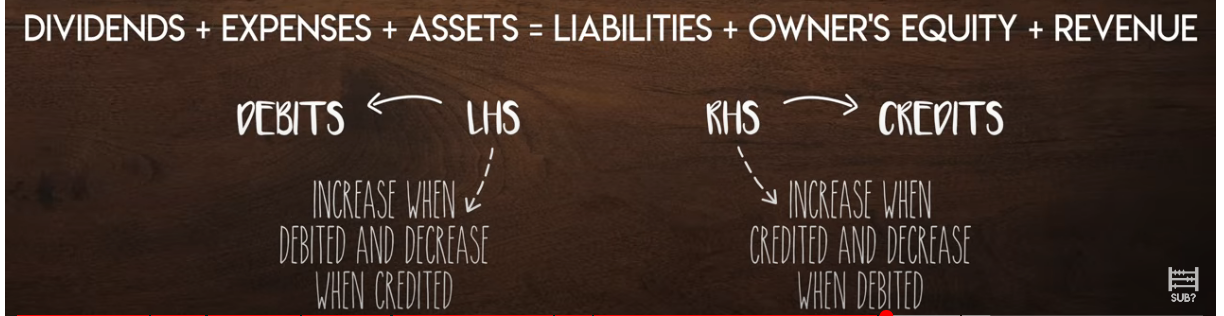 DIVIDENDS + EXPENSES + ASSETS = LIABILITIES + OWNER'S EQUITY + REVENUE
DEBITS LHS RHS CREDITS
INCREASE WHEN
DEBITED AND DECREASE
WHEN CREDITED
INCREASE WHEN
CREDITED AND DECREASE
WHEN DEBITED
SUB?